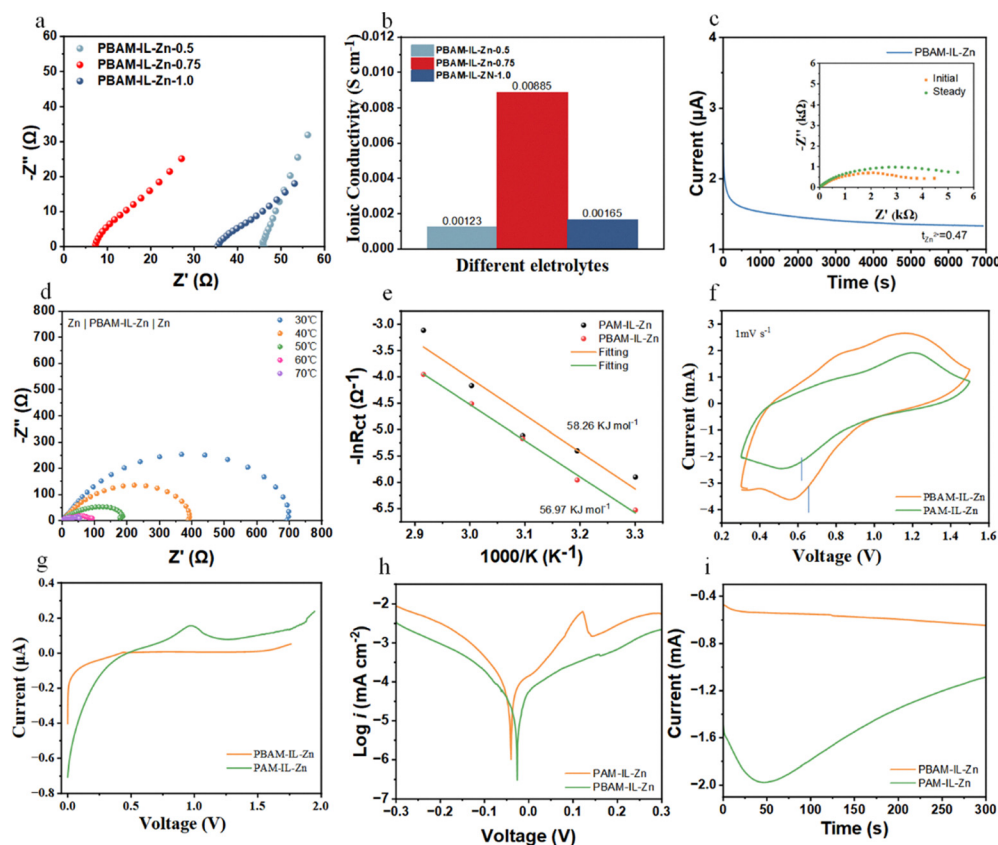 a
60
50
40
30
20
10
0
-Z'' (Ω)
PBAM-IL-Zn-0.5
PBAM-IL-Zn-0.75
PBAM-IL-Zn-1.0
0 10 20 30 40 50 60
Z' (Ω)
b
0.012
0.010
0.008
0.006
0.004
0.002
0.000
Ionic Conductivity (S cm⁻¹)
PBAM-IL-Zn-0.5
PBAM-IL-Zn-0.75
PBAM-IL-ZN-1.0
0.00885
0.00123
0.00165
Different eletrolytes
c
4
3
2
1
Current (μA)
PBAM-IL-Zn
6
5
4
3
2
1
0
-Z'' (kΩ)
Initial
Steady
0 1 2 3 4 5 6
Z' (kΩ)
tZn²⁺=0.47
0 1000 2000 3000 4000 5000 6000 7000
Time (s)
d
800
700
600
500
400
300
200
100
0
-Z'' (Ω)
Zn | PBAM-IL-Zn | Zn
30℃
40℃
50℃
60℃
70℃
0 100 200 300 400 500 600 700 800
Z' (Ω)
e
-3.0
-3.5
-4.0
-4.5
-5.0
-5.5
-6.0
-6.5
-lnRct (Ω⁻¹)
PAM-IL-Zn
PBAM-IL-Zn
Fitting
Fitting
58.26 KJ mol⁻¹
56.97 KJ mol⁻¹
2.9 3.0 3.1 3.2 3.3
1000/K (K⁻¹)
f
4
3
2
1
0
-1
-2
-3
-4
Current (mA)
1mV s⁻¹
PBAM-IL-Zn
PAM-IL-Zn
0.2 0.4 0.6 0.8 1.0 1.2 1.4 1.6
Voltage (V)
g
0.4
0.2
0.0
-0.2
-0.4
-0.6
-0.8
Current (μA)
PBAM-IL-Zn
PAM-IL-Zn
0.0 0.5 1.0 1.5 2.0
Voltage (V)
h
-1
-2
-3
-4
-5
-6
-7
Log i (mA cm⁻²)
PAM-IL-Zn
PBAM-IL-Zn
-0.3 -0.2 -0.1 0.0 0.1 0.2 0.3
Voltage (V)
i
-0.4
-0.8
-1.2
-1.6
-2.0
Current (mA)
PBAM-IL-Zn
PAM-IL-Zn
0 50 100 150 200 250 300
Time (s)